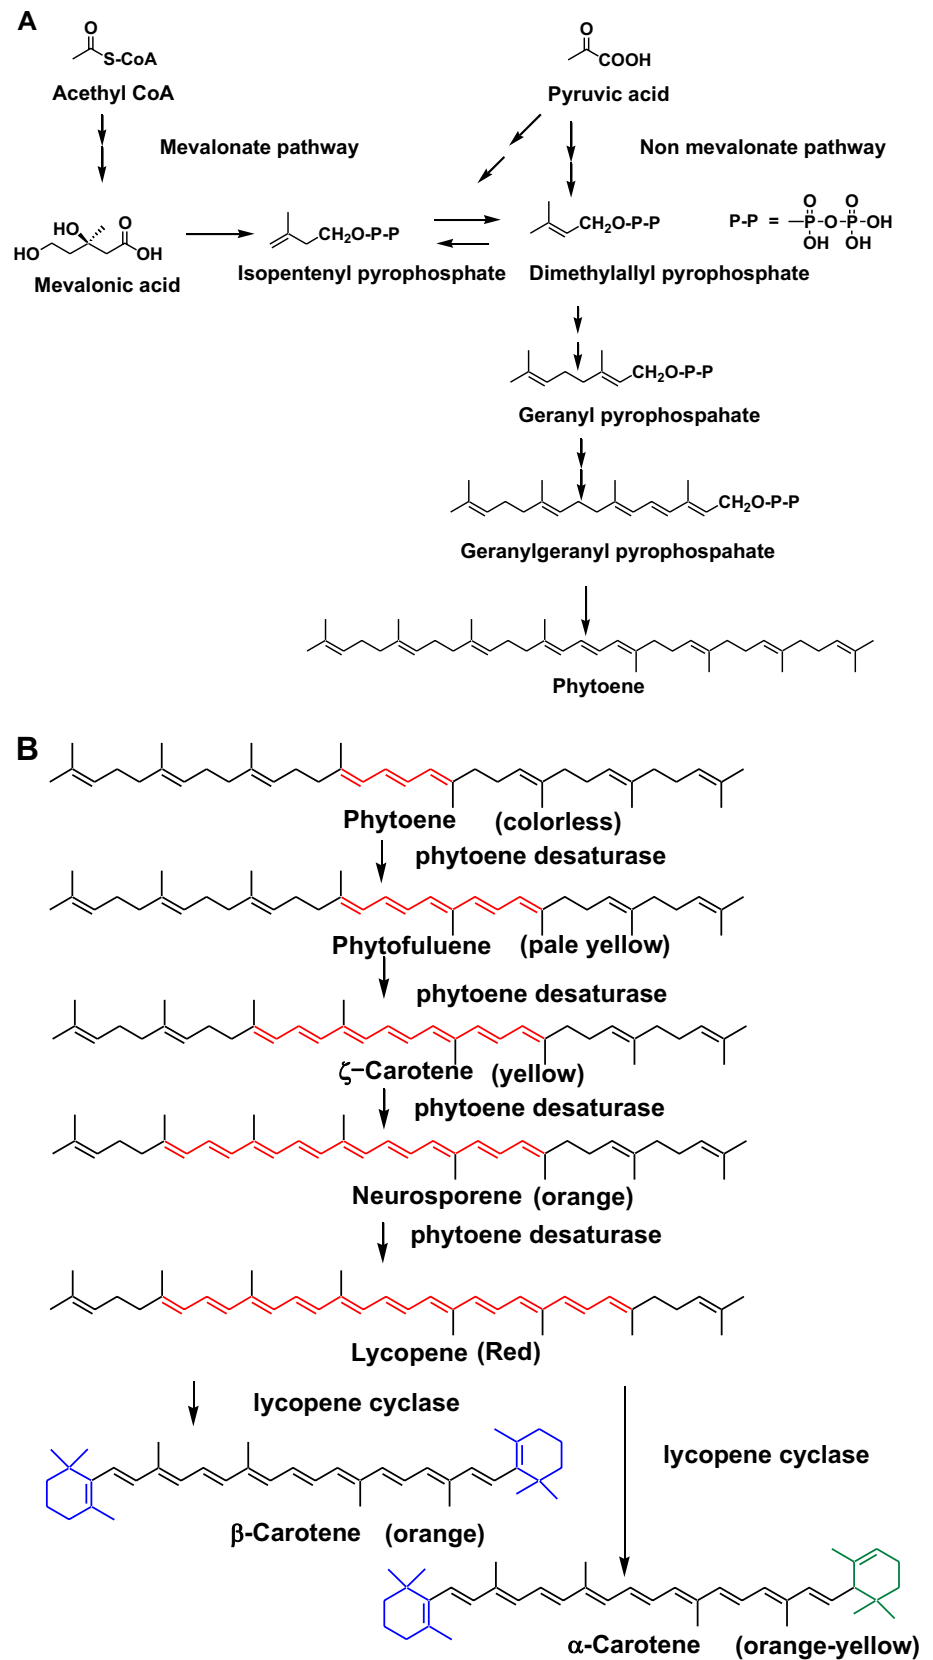 A
O
S-CoA
Acethyl CoA
O
COOH
Pyruvic acid
Mevalonate pathway
Non mevalonate pathway
HO
HO
O
OH
Mevalonic acid
CH2O-P-P
Isopentenyl pyrophosphate
CH2O-P-P
Dimethylallyl pyrophosphate
P-P =
O O
P-O-P-OH
OH OH
CH2O-P-P
Geranyl pyrophospahate
CH2O-P-P
Geranylgeranyl pyrophospahate
Phytoene
B
Phytoene (colorless)
phytoene desaturase
Phytofuluene (pale yellow)
phytoene desaturase
ζ-Carotene (yellow)
phytoene desaturase
Neurosporene (orange)
phytoene desaturase
Lycopene (Red)
lycopene cyclase
lycopene cyclase
β-Carotene (orange)
α-Carotene (orange-yellow)